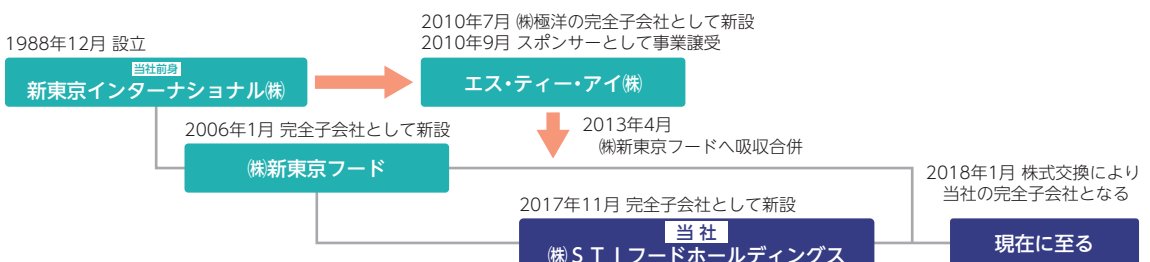 2010年7月 ㈱極洋の完全子会社として新設
2010年9月 スポンサーとして事業譲受
1988年12月 設立
当社前身
新東京インターナショナル㈱
エス・ティー・アイ㈱
2006年1月 完全子会社として新設
2013年4月
㈱新東京フードへ吸収合併
㈱新東京フード
2018年1月 株式交換により
当社の完全子会社となる
2017年11月 完全子会社として新設
当 社
㈱ＳＴＩフードホールディングス
現在に至る